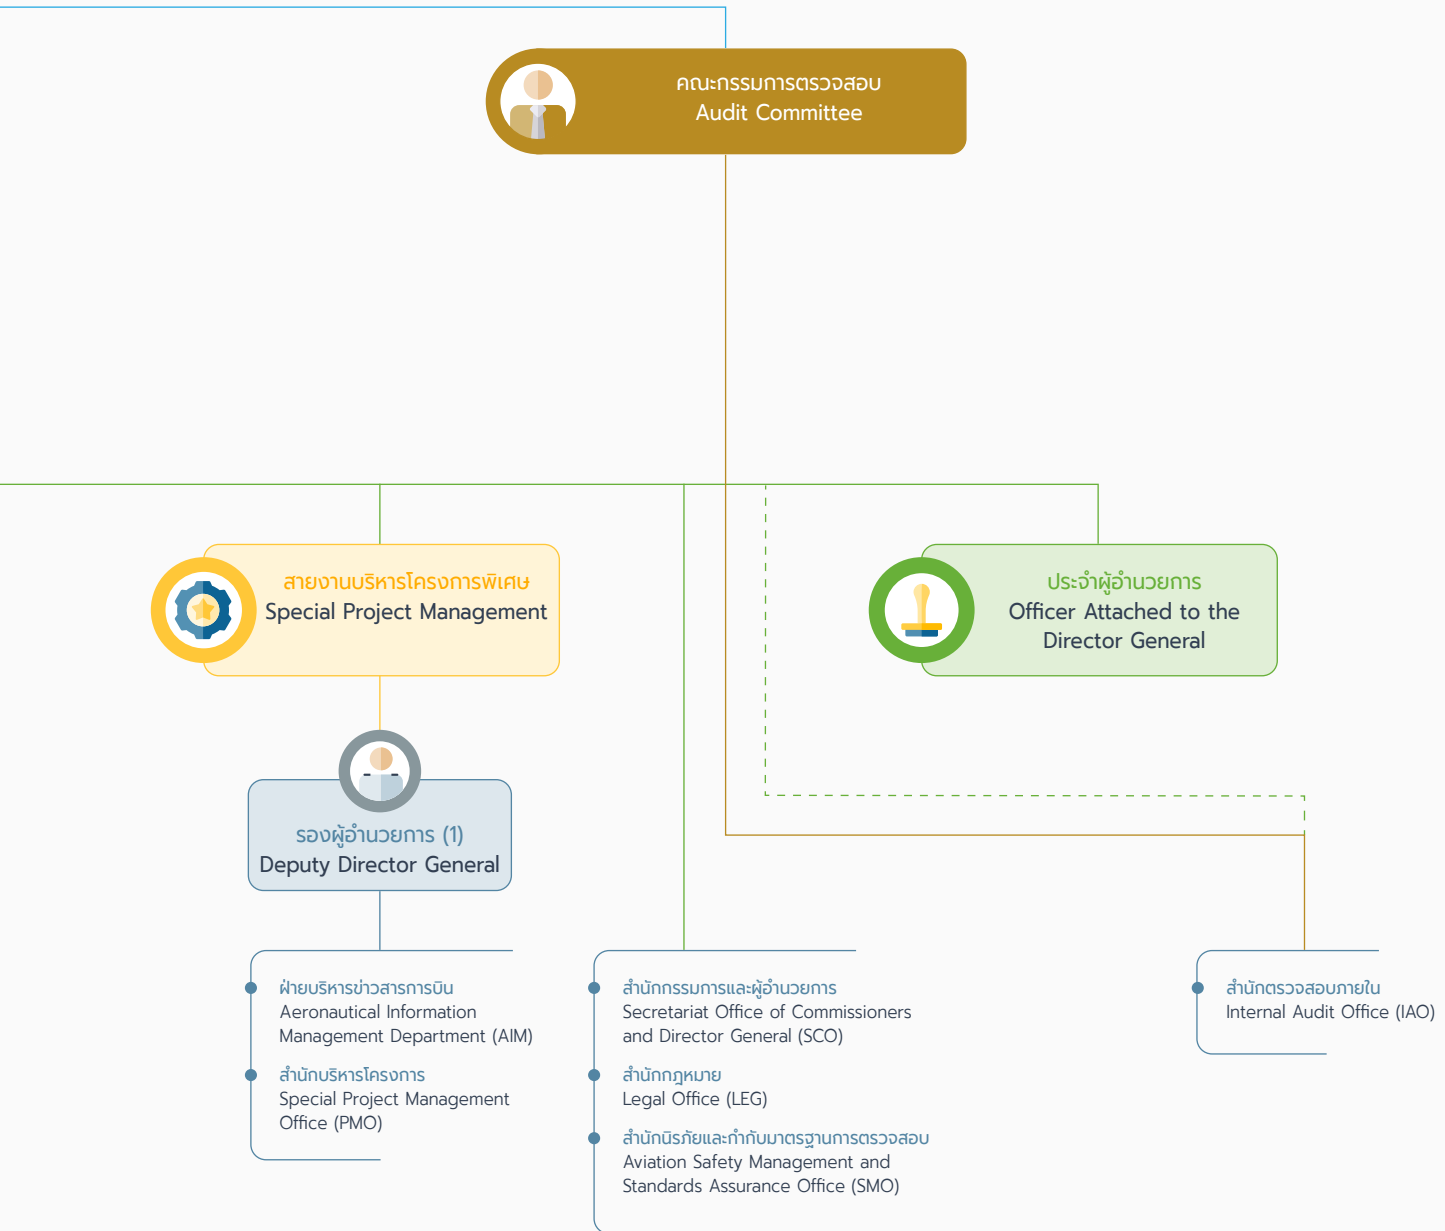 คณะกรรมการตรวจสอบ
Audit Committee
สายงานบริหารโครงการพิเศษ
Special Project Management
ประจำผู้อำนวยการ
Officer Attached to the
Director General
รองผู้อำนวยการ (1)
Deputy Director General
ฝ่ายบริหารข่าวสารการบิน
Aeronautical Information
Management Department (AIM)
สำนักบริหารโครงการ
Special Project Management
Office (PMO)
สำนักกรรมการและผู้อำนวยการ
Secretariat Office of Commissioners
and Director General (SCO)
สำนักกฎหมาย
Legal Office (LEG)
สำนักนิรภัยและกำกับมาตรฐานการตรวจสอบ
Aviation Safety Management and
Standards Assurance Office (SMO)
สำนักตรวจสอบภายใน
Internal Audit Office (IAO)